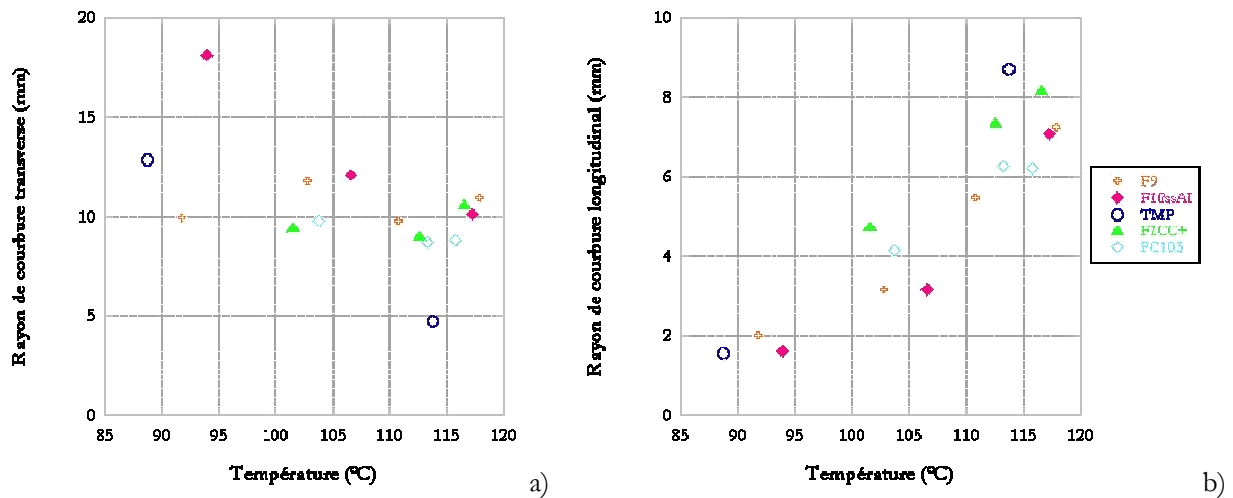 Rayon de courbure transverse (mm)
20
15
10
5
0
85 90 95 100 105 110 115 120
Température (°C)
a)
Rayon de courbure longitudinal (mm)
10
8
6
4
2
0
85 90 95 100 105 110 115 120
Température (°C)
b)
F9
F10ssAl
TMP
F1CC+
FC103